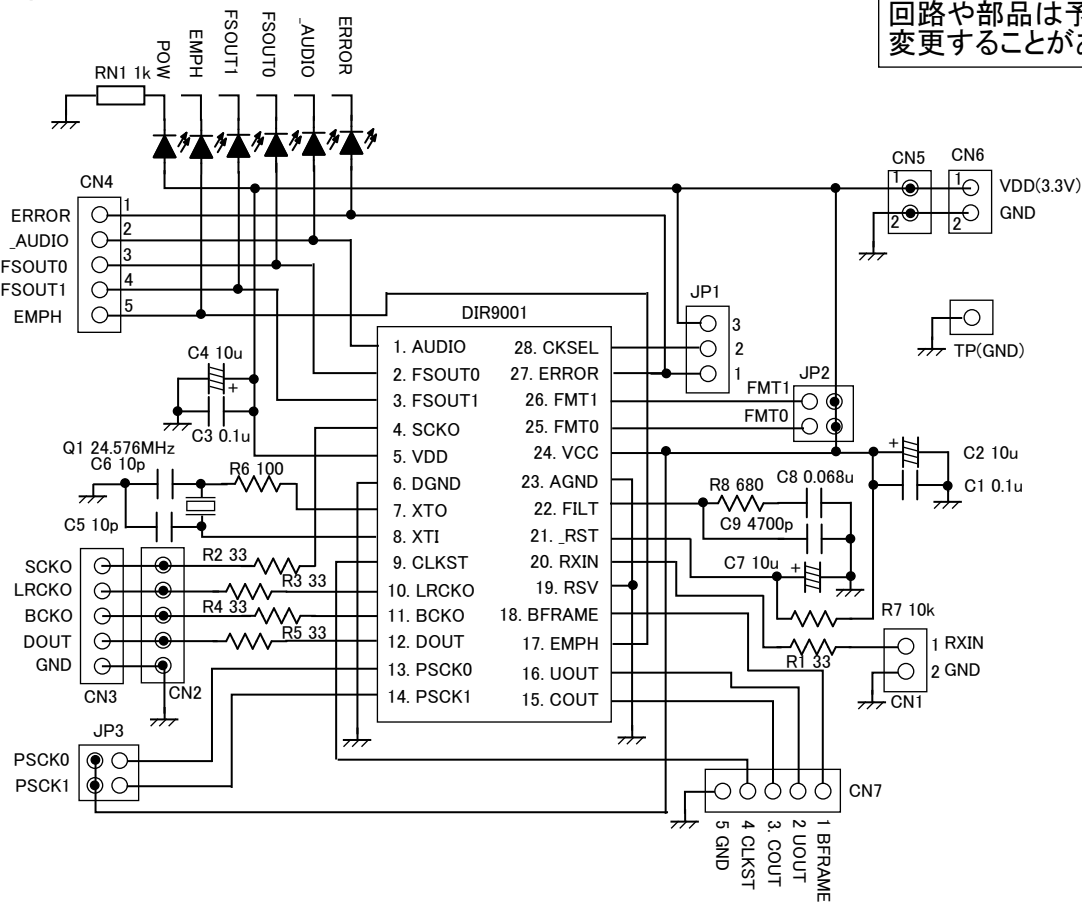 回路や部品は予
変更することがあ
POW
EMPH
FSOUT1
FSOUT0
_AUDIO
ERROR
RN1 1k
CN4
ERROR
_AUDIO
FSOUT0
FSOUT1
EMPH
1
2
3
4
5
CN5
1
2
CN6
1
2
VDD(3.3V)
GND
TP(GND)
JP1
3
2
1
JP2
FMT1
FMT0
DIR9001
1. AUDIO
2. FSOUT0
3. FSOUT1
4. SCKO
5. VDD
6. DGND
7. XTO
8. XTI
9. CLKST
10. LRCKO
11. BCKO
12. DOUT
13. PSCK0
14. PSCK1
28. CKSEL
27. ERROR
26. FMT1
25. FMT0
24. VCC
23. AGND
22. FILT
21. _RST
20. RXIN
19. RSV
18. BFRAME
17. EMPH
16. UOUT
15. COUT
C4 10u
+
C3 0.1u
Q1 24.576MHz
C6 10p
R6 100
C5 10p
R2 33
R3 33
R4 33
R5 33
SCKO
LRCKO
BCKO
DOUT
GND
CN3
CN2
JP3
PSCK0
PSCK1
+
C2 10u
C1 0.1u
R8 680
C8 0.068u
C9 4700p
C7 10u
+
R7 10k
R1 33
1 RXIN
2 GND
CN1
CN7
5 GND
4 CLKST
3. COUT
2 UOUT
1 BFRAME